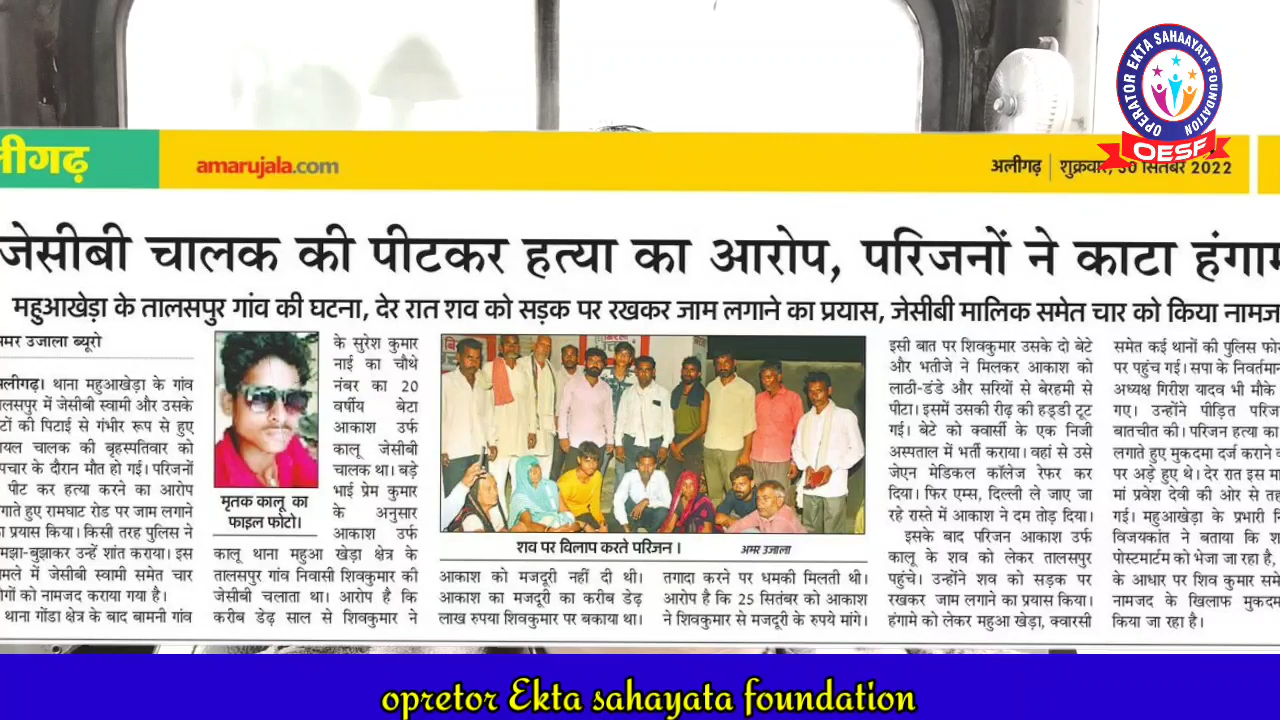 OPERATOR EKTA SAHAAYATA FOUNDATION
OESF
लीगढ़
amarujala.com
अलीगढ़ | शुक्रवार, 30 सितंबर 2022
जेसीबी चालक की पीटकर हत्या का आरोप, परिजनों ने काटा हंगाम
महुआखेड़ा के तालसपुर गांव की घटना, देर रात शव को सड़क पर रखकर जाम लगाने का प्रयास, जेसीबी मालिक समेत चार को किया नामज
अमर उजाला ब्यूरो
अलीगढ़। थाना महुआखेड़ा के गांव
तालसपुर में जेसीबी स्वामी और उसके
टों की पिटाई से गंभीर रूप से हुए
ायल चालक की बृहस्पतिवार को
पचार के दौरान मौत हो गई। परिजनों
पीट कर हत्या करने का आरोप
गाते हुए रामघाट रोड पर जाम लगाने
ा प्रयास किया। किसी तरह पुलिस ने
मझा-बुझाकर उन्हें शांत कराया। इस
मले में जेसीबी स्वामी समेत चार
ोगों को नामजद कराया गया है।
थाना गोंडा क्षेत्र के बाद बामनी गांव
मृतक कालू का
फाइल फोटो।
के सुरेश कुमार
नाई का चौथे
नंबर का 20
वर्षीय बेटा
आकाश उर्फ
कालू जेसीबी
चालक था। बड़े
भाई प्रेम कुमार
के अनुसार
आकाश उर्फ
कालू थाना महुआ खेड़ा क्षेत्र के
तालसपुर गांव निवासी शिवकुमार की
जेसीबी चलाता था। आरोप है कि
करीब डेढ़ साल से शिवकुमार ने
शव पर विलाप करते परिजन।
अमर उजाला
आकाश को मजदूरी नहीं दी थी।
आकाश का मजदूरी का करीब डेढ़
लाख रुपया शिवकुमार पर बकाया था।
तगादा करने पर धमकी मिलती थी।
आरोप है कि 25 सितंबर को आकाश
ने शिवकुमार से मजदूरी के रुपये मांगे।
इसी बात पर शिवकुमार उसके दो बेटे
और भतीजे ने मिलकर आकाश को
लाठी-डंडे और सरियों से बेरहमी से
पीटा। इसमें उसकी रीढ़ की हड्डी टूट
गई। बेटे को क्वार्सी के एक निजी
अस्पताल में भर्ती कराया। वहां से उसे
जेएन मेडिकल कॉलेज रेफर कर
दिया। फिर एम्स, दिल्ली ले जाए जा
रहे रास्ते में आकाश ने दम तोड़ दिया।
इसके बाद परिजन आकाश उर्फ
कालू के शव को लेकर तालसपुर
पहुंचे। उन्होंने शव को सड़क पर
रखकर जाम लगाने का प्रयास किया।
हंगामे को लेकर महुआ खेड़ा, क्वारसी
समेत कई थानों की पुलिस फोर
पर पहुंच गई। सपा के निवर्तमान
अध्यक्ष गिरीश यादव भी मौके
गए। उन्होंने पीड़ित परिज
बातचीत की। परिजन हत्या का
लगाते हुए मुकदमा दर्ज कराने क
पर अड़े हुए थे। देर रात इस मा
मां प्रवेश देवी की ओर से तह
गई। महुआखेड़ा के प्रभारी नि
विजयकांत ने बताया कि श
पोस्टमार्टम को भेजा जा रहा है,
के आधार पर शिव कुमार समे
नामजद के खिलाफ मुकदम
किया जा रहा है।
opretor Ekta sahayata foundation